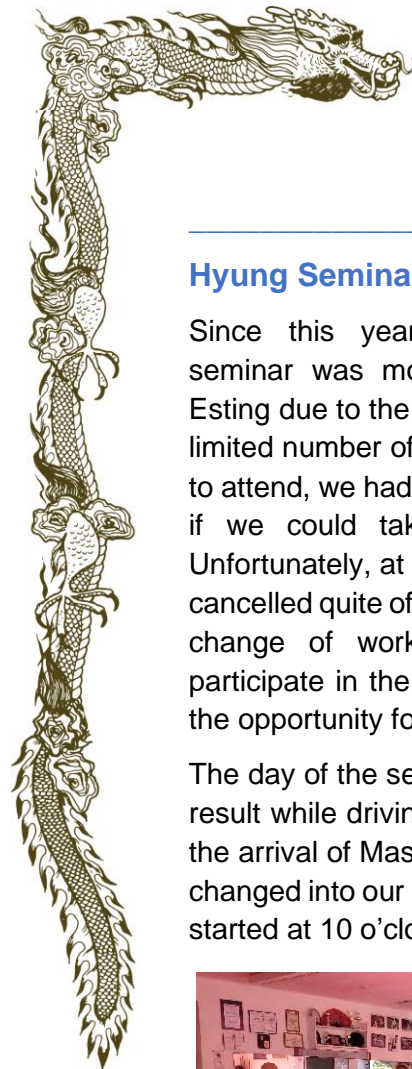 Hyung Semina
Since this year
seminar was mo
Esting due to the
limited number of
to attend, we had
if we could tak
Unfortunately, at
cancelled quite of
change of work
participate in the
the opportunity fo
The day of the se
result while drivin
the arrival of Mas
changed into our
started at 10 o'clo